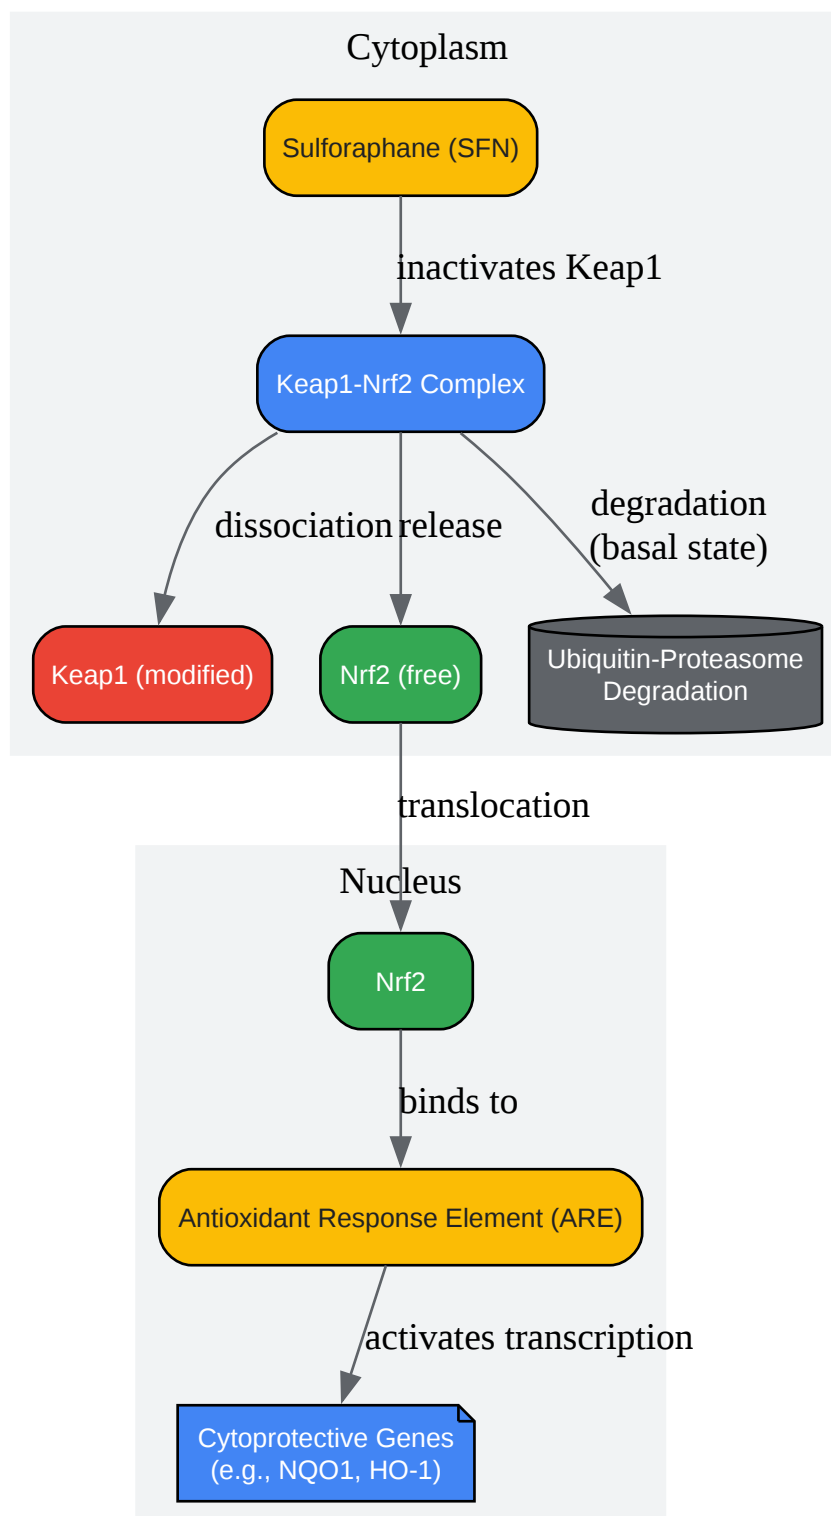 Cytoplasm
Sulforaphane (SFN)
inactivates Keap1
Keap1-Nrf2 Complex
dissociation
release
degradation
(basal state)
Keap1 (modified)
Nrf2 (free)
Ubiquitin-Proteasome
Degradation
translocation
Nucleus
Nrf2
binds to
Antioxidant Response Element (ARE)
activates transcription
Cytoprotective Genes
(e.g., NQO1, HO-1)